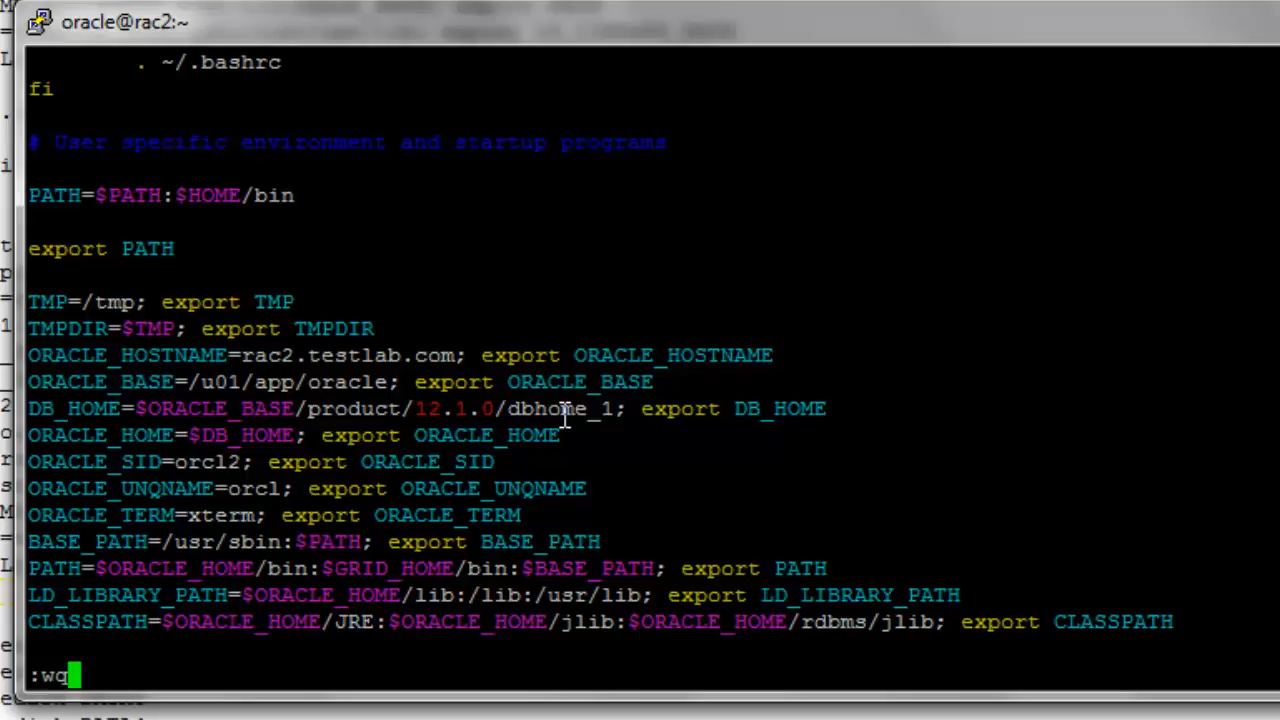 oracle@rac2:~
. ~/.bashrc
fi
# User specific environment and startup programs
PATH=$PATH:$HOME/bin
export PATH
TMP=/tmp; export TMP
TMPDIR=$TMP; export TMPDIR
ORACLE_HOSTNAME=rac2.testlab.com; export ORACLE_HOSTNAME
ORACLE_BASE=/u01/app/oracle; export ORACLE_BASE
DB_HOME=$ORACLE_BASE/product/12.1.0/dbhome_1; export DB_HOME
ORACLE_HOME=$DB_HOME; export ORACLE_HOME
ORACLE_SID=orcl2; export ORACLE_SID
ORACLE_UNQNAME=orcl; export ORACLE_UNQNAME
ORACLE_TERM=xterm; export ORACLE_TERM
BASE_PATH=/usr/sbin:$PATH; export BASE_PATH
PATH=$ORACLE_HOME/bin:$GRID_HOME/bin:$BASE_PATH; export PATH
LD_LIBRARY_PATH=$ORACLE_HOME/lib:/lib:/usr/lib; export LD_LIBRARY_PATH
CLASSPATH=$ORACLE_HOME/JRE:$ORACLE_HOME/jlib:$ORACLE_HOME/rdbms/jlib; export CLASSPATH
:wq